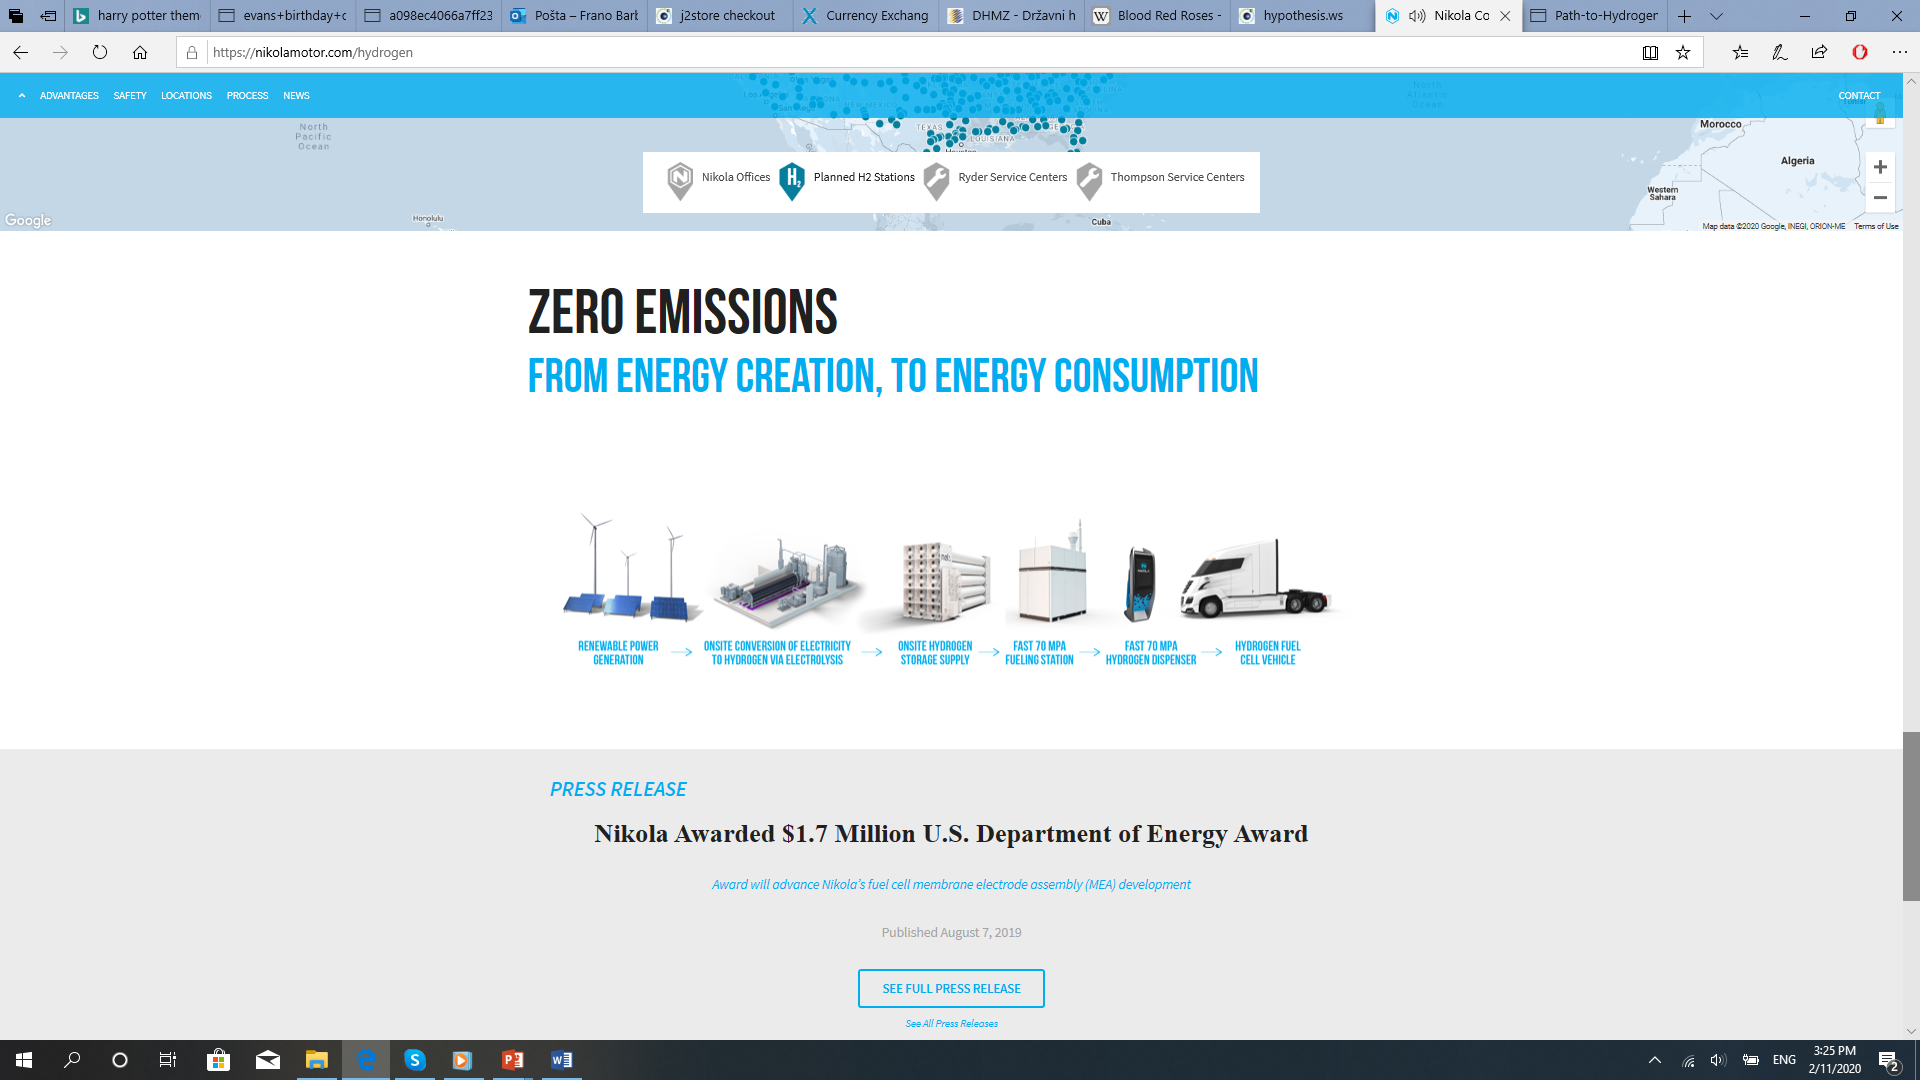 harry potter them
evans+birthday+c
a098ec4066a7ff23
Pošta – Frano Barb
j2store checkout
Currency Exchang
DHMZ - Državni h
Blood Red Roses -
hypothesis.ws
Nikola Co
Path-to-Hydroger
https://nikolamotor.com/hydrogen
ADVANTAGES SAFETY LOCATIONS PROCESS NEWS CONTACT
North
Pacific
Ocean
TEXAS
LOUISIANA
Houston
Morocco
Algeria
Western
Sahara
Nikola Offices
H2
Planned H2 Stations
Ryder Service Centers
Thompson Service Centers
Google
Honolulu
Cuba
Map data ©2020 Google, INEGI, ORION-ME Terms of Use
ZERO EMISSIONS
FROM ENERGY CREATION, TO ENERGY CONSUMPTION
RENEWABLE POWER
GENERATION
ONSITE CONVERSION OF ELECTRICITY
TO HYDROGEN VIA ELECTROLYSIS
ONSITE HYDROGEN
STORAGE SUPPLY
FAST 70 MPA
FUELING STATION
FAST 70 MPA
HYDROGEN DISPENSER
HYDROGEN FUEL
CELL VEHICLE
PRESS RELEASE
Nikola Awarded $1.7 Million U.S. Department of Energy Award
Award will advance Nikola's fuel cell membrane electrode assembly (MEA) development
Published August 7, 2019
SEE FULL PRESS RELEASE
See All Press Releases
ENG
3:25 PM
2/11/2020
2